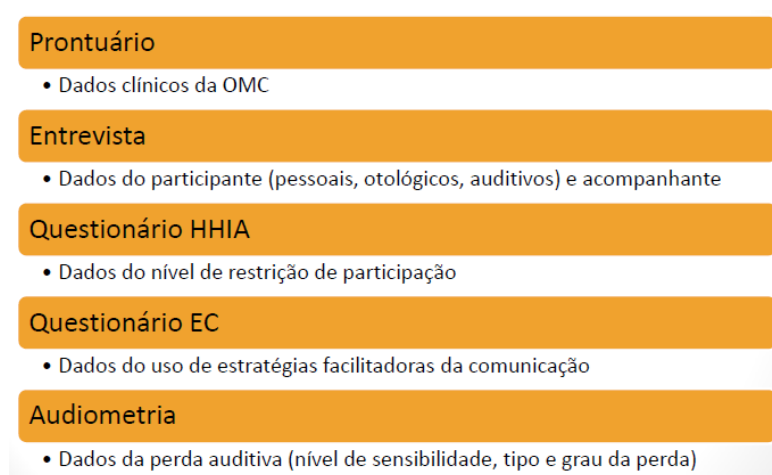 Prontuário
• Dados clínicos da OMC
Entrevista
• Dados do participante (pessoais, otológicos, auditivos) e acompanhante
Questionário HHIA
• Dados do nível de restrição de participação
Questionário EC
• Dados do uso de estratégias facilitadoras da comunicação
Audiometria
• Dados da perda auditiva (nível de sensibilidade, tipo e grau da perda)